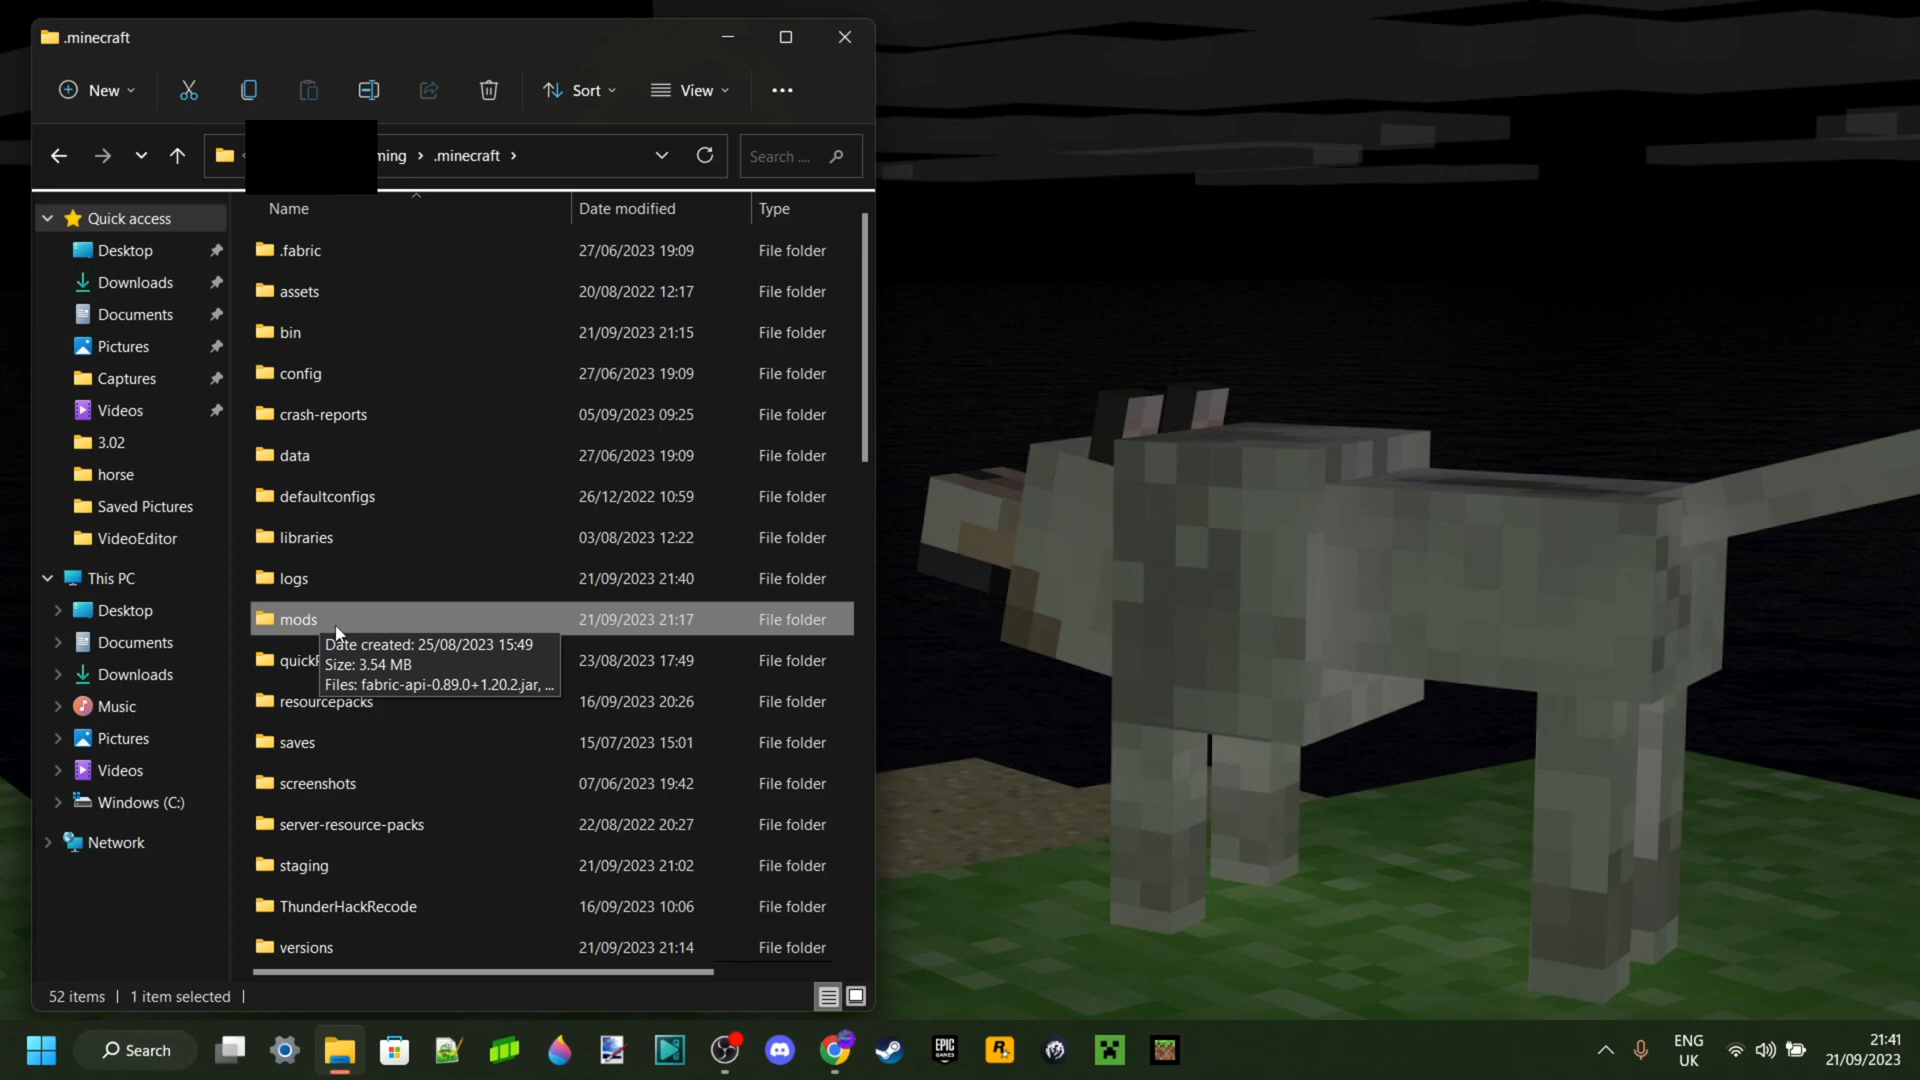 .minecraft
New
Sort
View
ming > .minecraft >
Search ....
Name
Date modified
Type
Quick access
Desktop
Downloads
Documents
Pictures
Captures
Videos
3.02
horse
Saved Pictures
VideoEditor
This PC
Desktop
Documents
Downloads
Music
Pictures
Videos
Windows (C:)
Network
.fabric 27/06/2023 19:09 File folder
assets 20/08/2022 12:17 File folder
bin 21/09/2023 21:15 File folder
config 27/06/2023 19:09 File folder
crash-reports 05/09/2023 09:25 File folder
data 27/06/2023 19:09 File folder
defaultconfigs 26/12/2022 10:59 File folder
libraries 03/08/2023 12:22 File folder
logs 21/09/2023 21:40 File folder
mods 21/09/2023 21:17 File folder
Date created: 25/08/2023 15:49
Size: 3.54 MB
Files: fabric-api-0.89.0+1.20.2.jar, ...
23/08/2023 17:49 File folder
resourcepacks 16/09/2023 20:26 File folder
saves 15/07/2023 15:01 File folder
screenshots 07/06/2023 19:42 File folder
server-resource-packs 22/08/2022 20:27 File folder
staging 21/09/2023 21:02 File folder
ThunderHackRecode 16/09/2023 10:06 File folder
versions 21/09/2023 21:14 File folder
52 items | 1 item selected |
Search
EPIC
GAMES
R
ENG
UK
21:41
21/09/2023